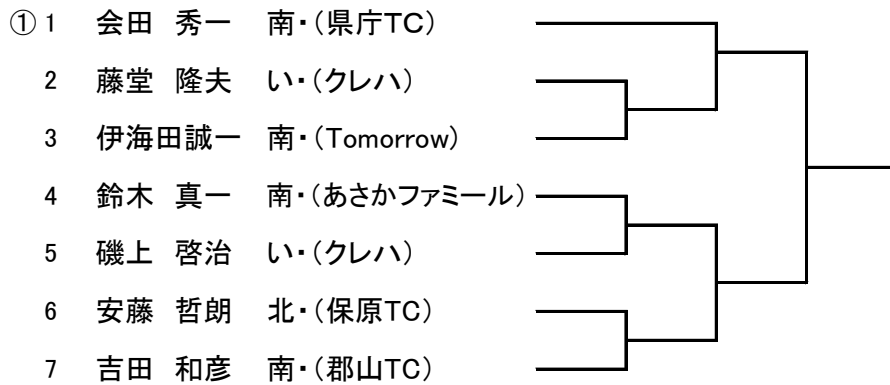 ① 1 会田 秀一 南・(県庁TC)
2 藤堂 隆夫 い・(クレハ)
3 伊海田誠一 南・(Tomorrow)
4 鈴木 真一 南・(あさかファミール)
5 磯上 啓治 い・(クレハ)
6 安藤 哲朗 北・(保原TC)
7 吉田 和彦 南・(郡山TC)